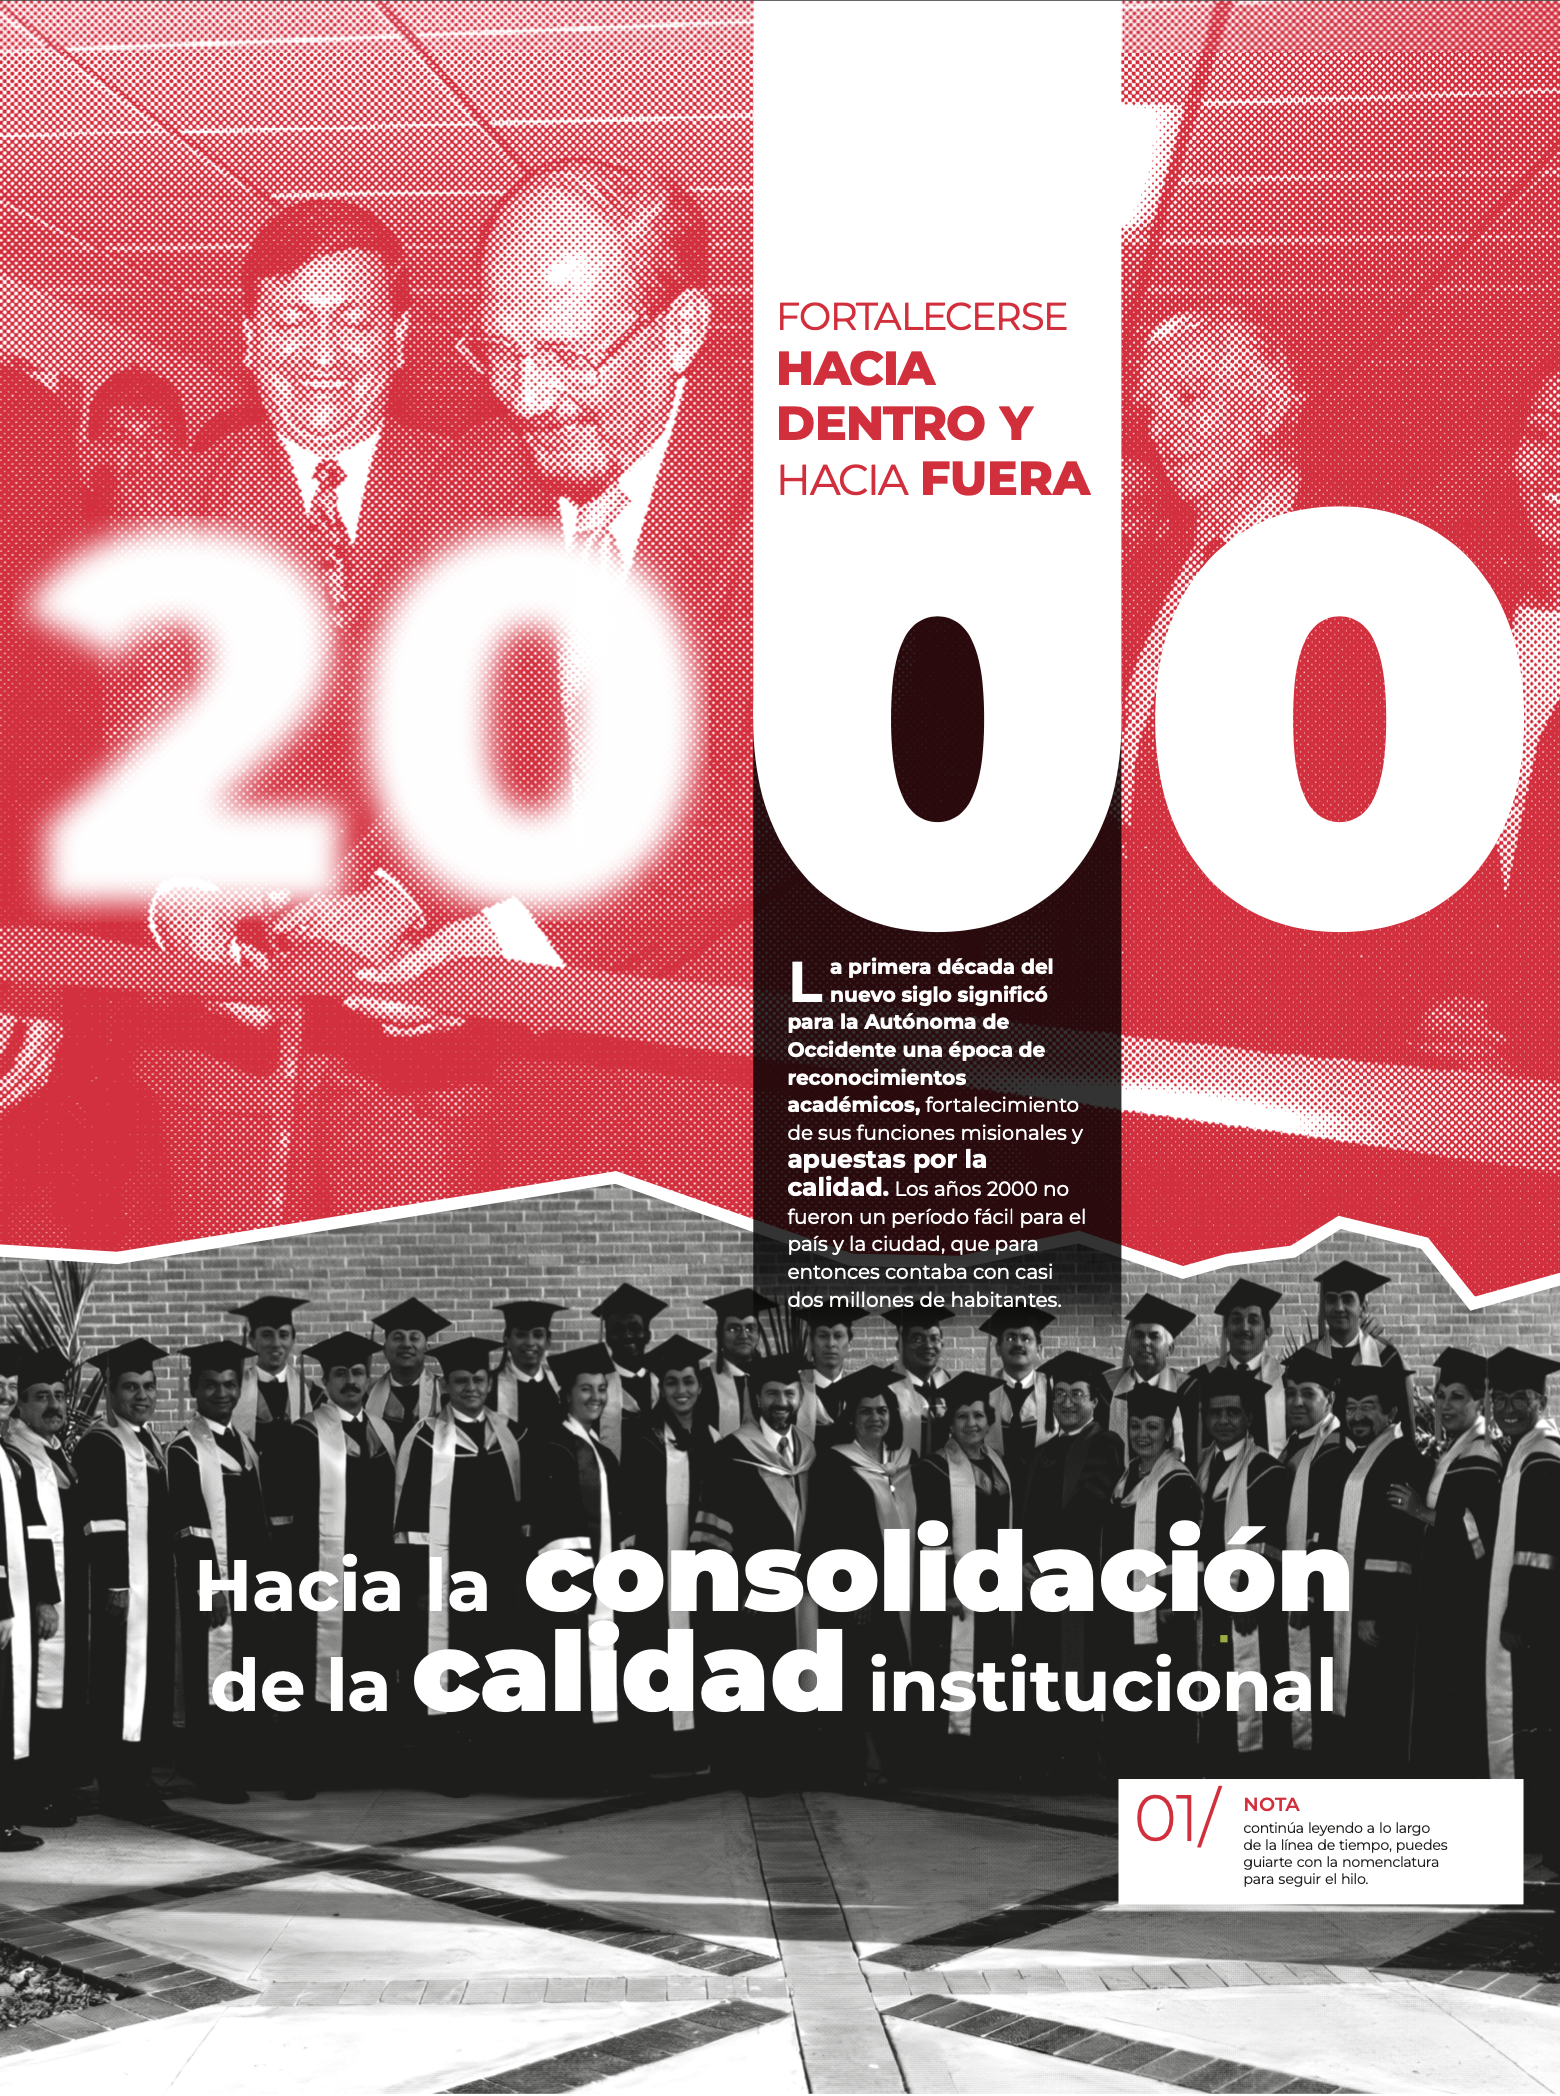 FORTALECERSE
HACIA
DENTRO Y
HACIA FUERA
2000
La primera década del
nuevo siglo significó
para la Autónoma de
Occidente una época de
reconocimientos
académicos, fortalecimiento
de sus funciones misionales y
apuestas por la
calidad. Los años 2000 no
fueron un período fácil para el
país y la ciudad, que para
entonces contaba con casi
dos millones de habitantes.
Hacia la consolidación
de la calidad institucional
01/
NOTA
continúa leyendo a lo largo
de la línea de tiempo, puedes
guiarte con la nomenclatura
para seguir el hilo.